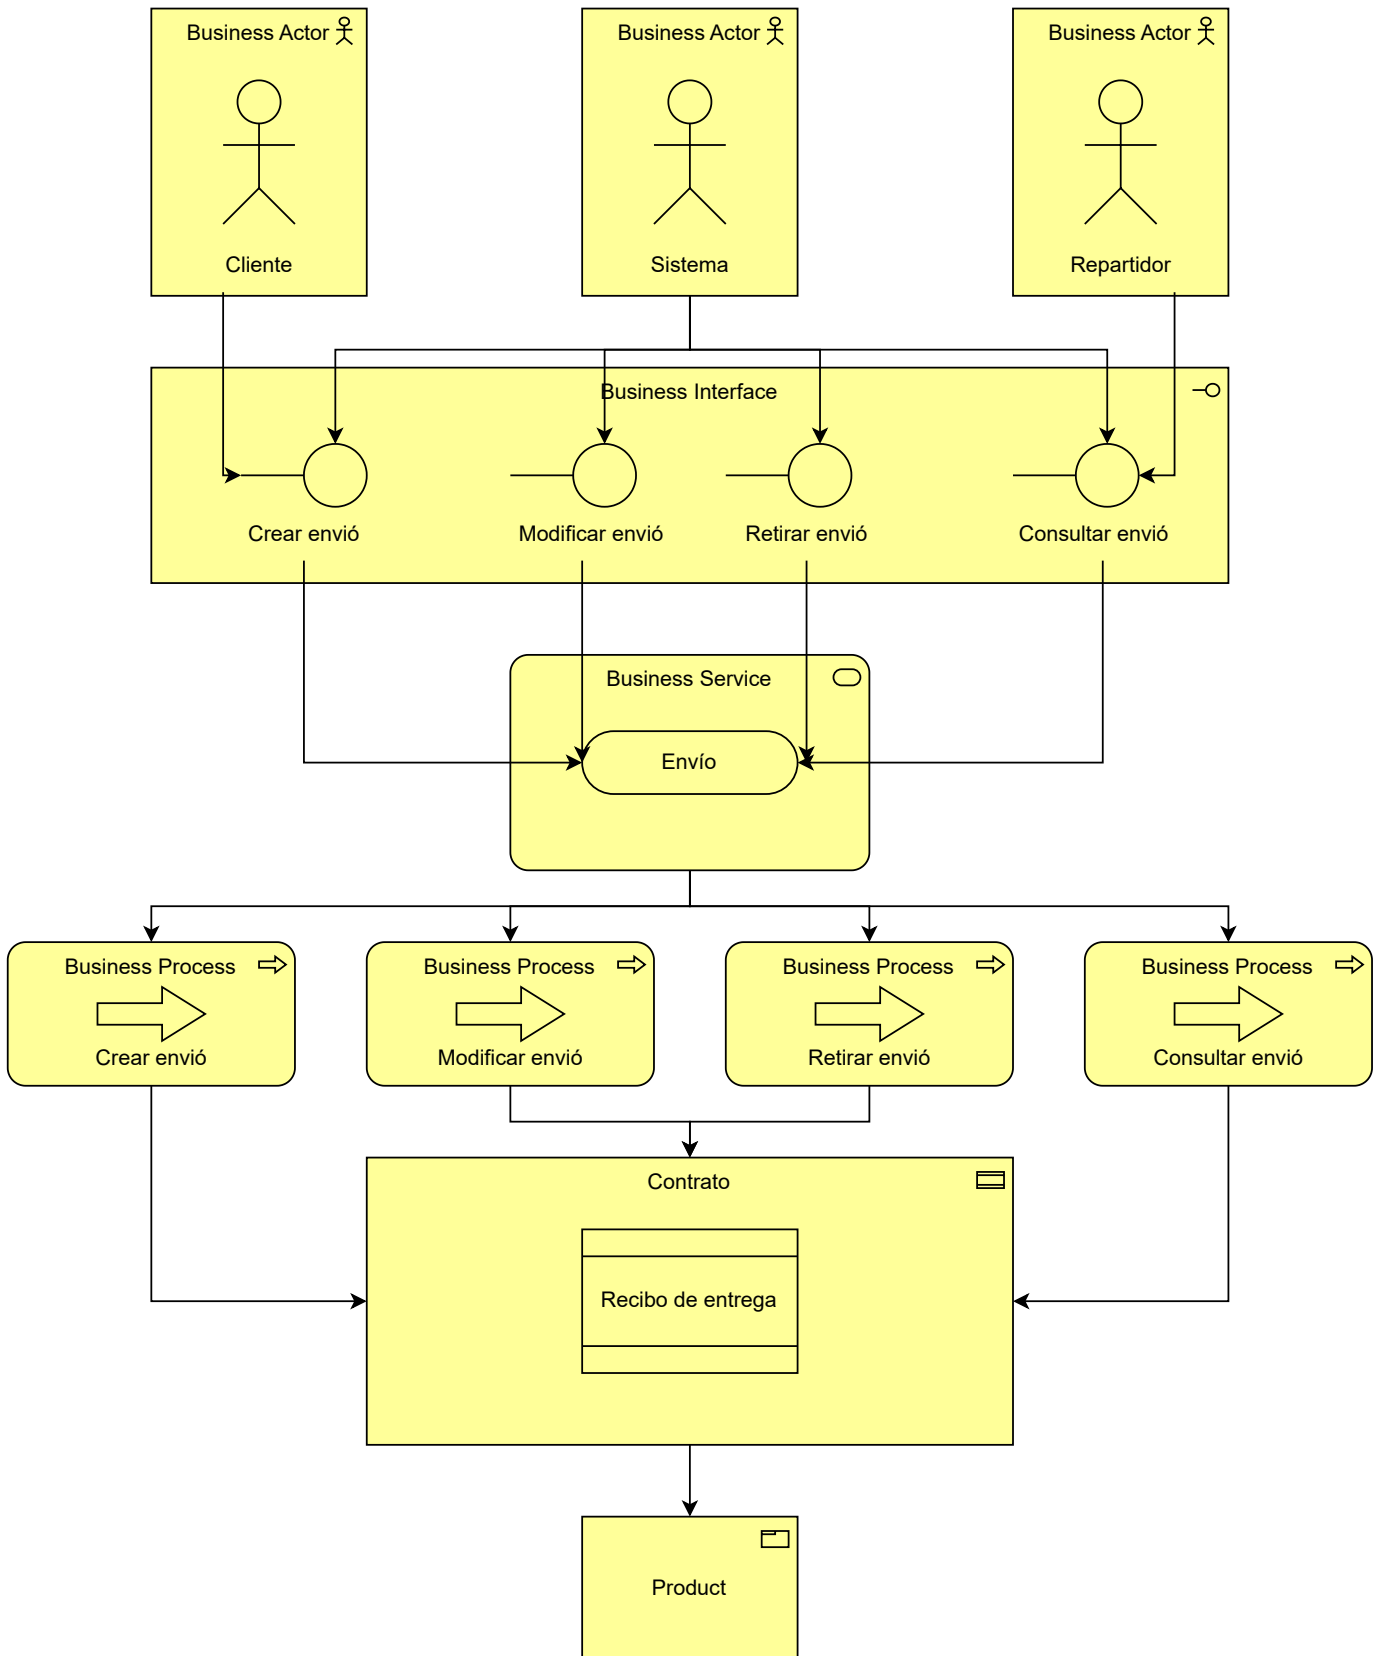 Business Actor
Business Actor
Business Actor
Cliente
Sistema
Repartidor
Business Interface
Crear envió
Modificar envió
Retirar envió
Consultar envió
Business Service
Envío
Business Process
Business Process
Business Process
Business Process
Crear envió
Modificar envió
Retirar envió
Consultar envió
Contrato
Recibo de entrega
Product